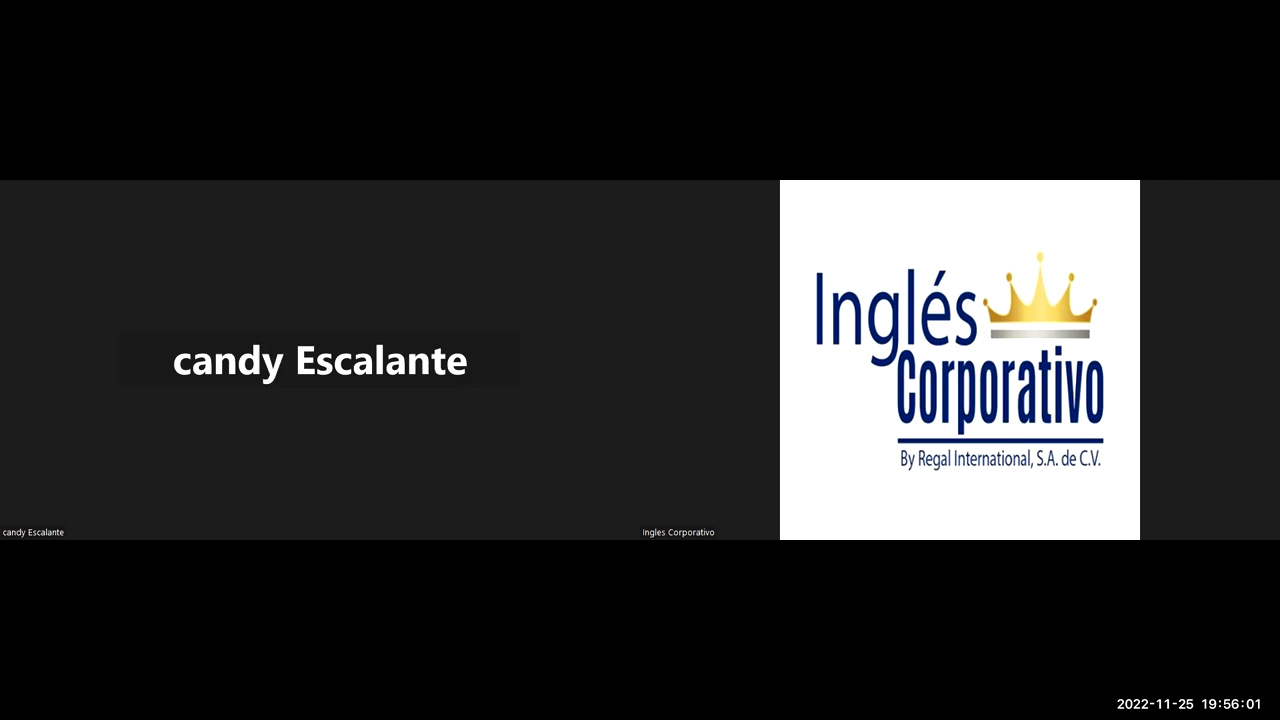 candy Escalante
Inglés
Corporativo
By Regal International, S.A. de C.V.
candy Escalante
Ingles Corporativo
2022-11-25 19:56:01